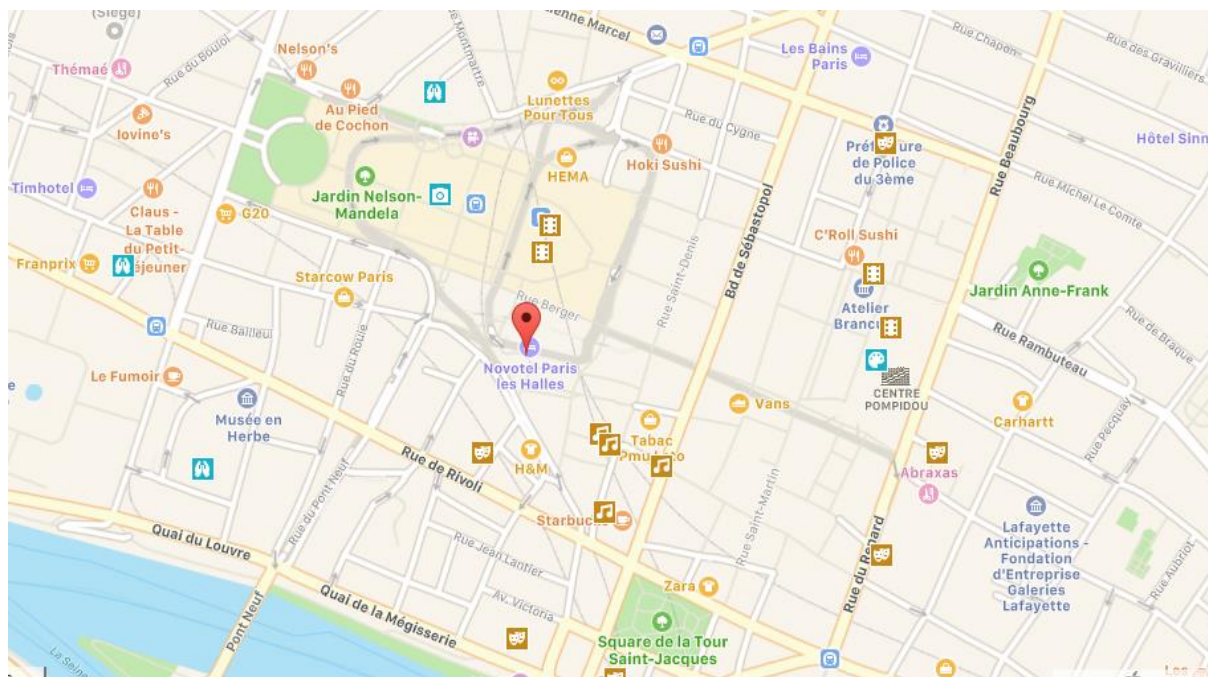 (Siège)
Rue du Bouloi
Nelson's
Thémaé
Iovine's
Au Pied
de Cochon
Montmartre
Lunettes
Pour Tous
Marcel
Les Bains
Paris
Rue Chapon
Rue des Gravilliers
Rue du Cygne
Rue Beaubourg
Hôtel
Préfecture
de Police
du 3ème
Hoki Sushi
HEMA
Timhotel
Claus -
La Table
du Petit-
G20
Jardin Nelson-
Mandela
Rue Michel Le Comte
C'Roll Sushi
Bd de Sébastopol
Rue Saint-Denis
Jardin Anne-Frank
Franprix
Starcow Paris
Rue Berger
Atelier
Rue Bailleul
Rue du Roule
Rue Rambuteau
Rue de Braque
Le Fumoir
Novotel Paris
les Halles
CENTRE
POMPIDOU
Vans
Carhartt
Rue Pecquay
Musée en
Herbe
Tabac
Rue de Rivoli
H&M
Abraxas
Rue du Pont Neuf
Rue Saint-Martin
Quai du Louvre
Rue Jean Lantier
Rue du Renard
Lafayette
Anticipations -
Fondation
d'Entreprise
Galeries
Lafayette
Rue Aubriot
Zara
Av. Victoria
Quai de la Mégisserie
Pont Neuf
Square de la Tour
Saint-Jacques
La Seine
Les